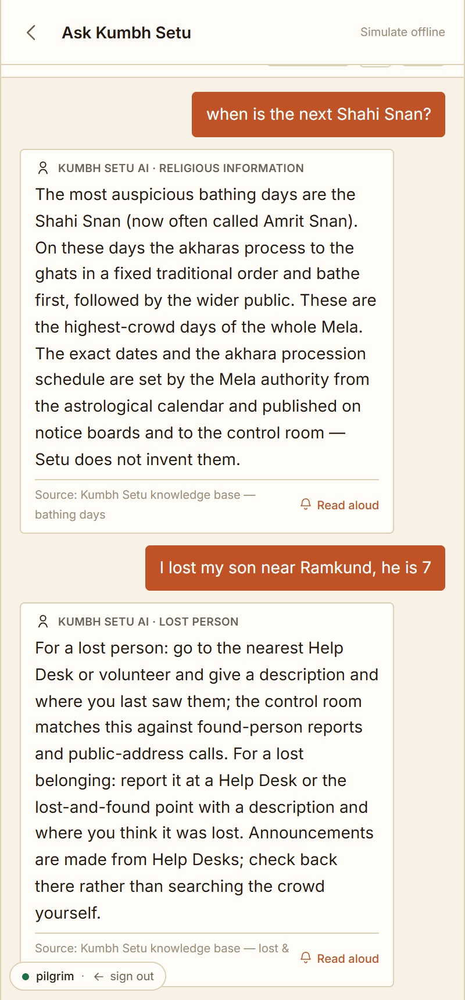 Ask Kumbh Setu
Simulate offline
when is the next Shahi Snan?
KUMBH SETU AI · RELIGIOUS INFORMATION
The most auspicious bathing days are the
Shahi Snan (now often called Amrit Snan).
On these days the akharas process to the
ghats in a fixed traditional order and bathe
first, followed by the wider public. These are
the highest-crowd days of the whole Mela.
The exact dates and the akhara procession
schedule are set by the Mela authority from
the astrological calendar and published on
notice boards and to the control room —
Setu does not invent them.
Source: Kumbh Setu knowledge base —
bathing days
Read aloud
I lost my son near Ramkund, he is 7
KUMBH SETU AI · LOST PERSON
For a lost person: go to the nearest Help
Desk or volunteer and give a description and
where you last saw them; the control room
matches this against found-person reports
and public-address calls. For a lost
belonging: report it at a Help Desk or the
lost-and-found point with a description and
where you think it was lost. Announcements
are made from Help Desks; check back
there rather than searching the crowd
yourself.
Source: Kumbh Setu knowledge base — lost &
Read aloud
pilgrim · ← sign out